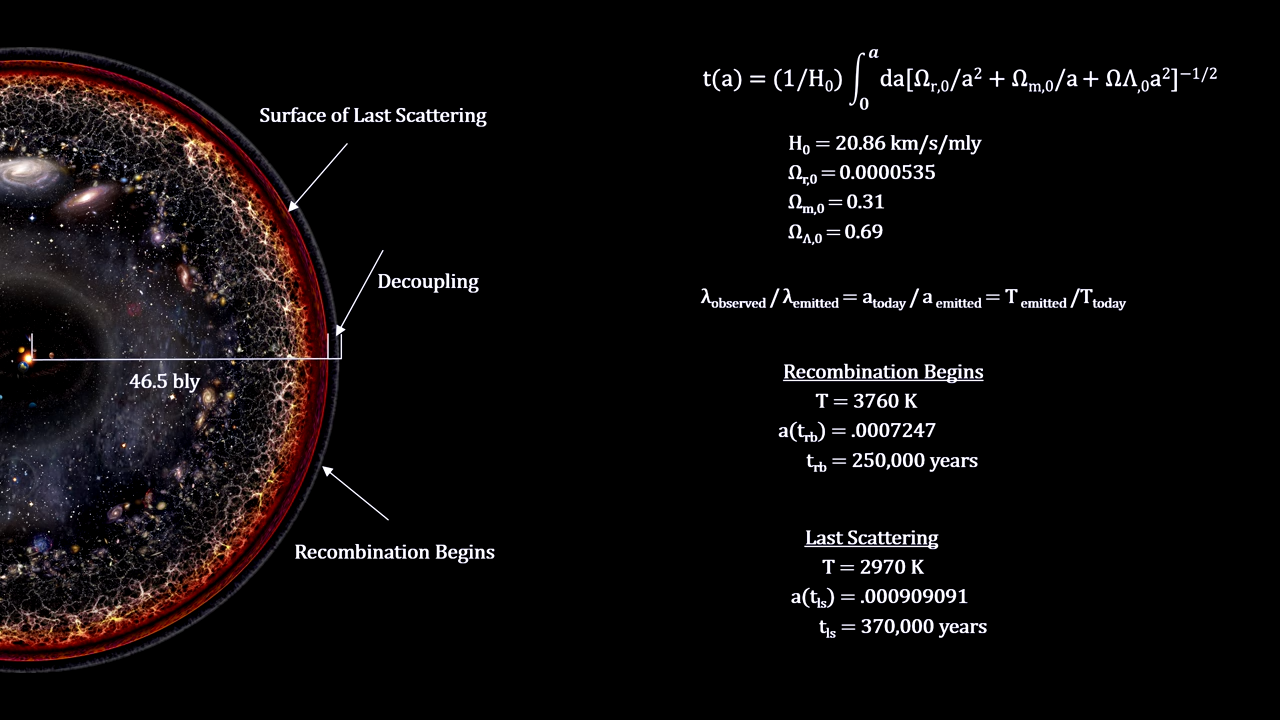 Surface of Last Scattering
Decoupling
46.5 bly
Recombination Begins
t(a) = (1/H₀) ∫₀ᵃ da[Ωr,0/a² + Ωm,0/a + ΩΛ,0a²]⁻¹/²
H₀ = 20.86 km/s/mly
Ωr,0 = 0.0000535
Ωm,0 = 0.31
ΩΛ,0 = 0.69
λobserved / λemitted = atoday / a emitted = T emitted /Ttoday
Recombination Begins
T = 3760 K
a(trb) = .0007247
trb = 250,000 years
Last Scattering
T = 2970 K
a(tls) = .000909091
tls = 370,000 years